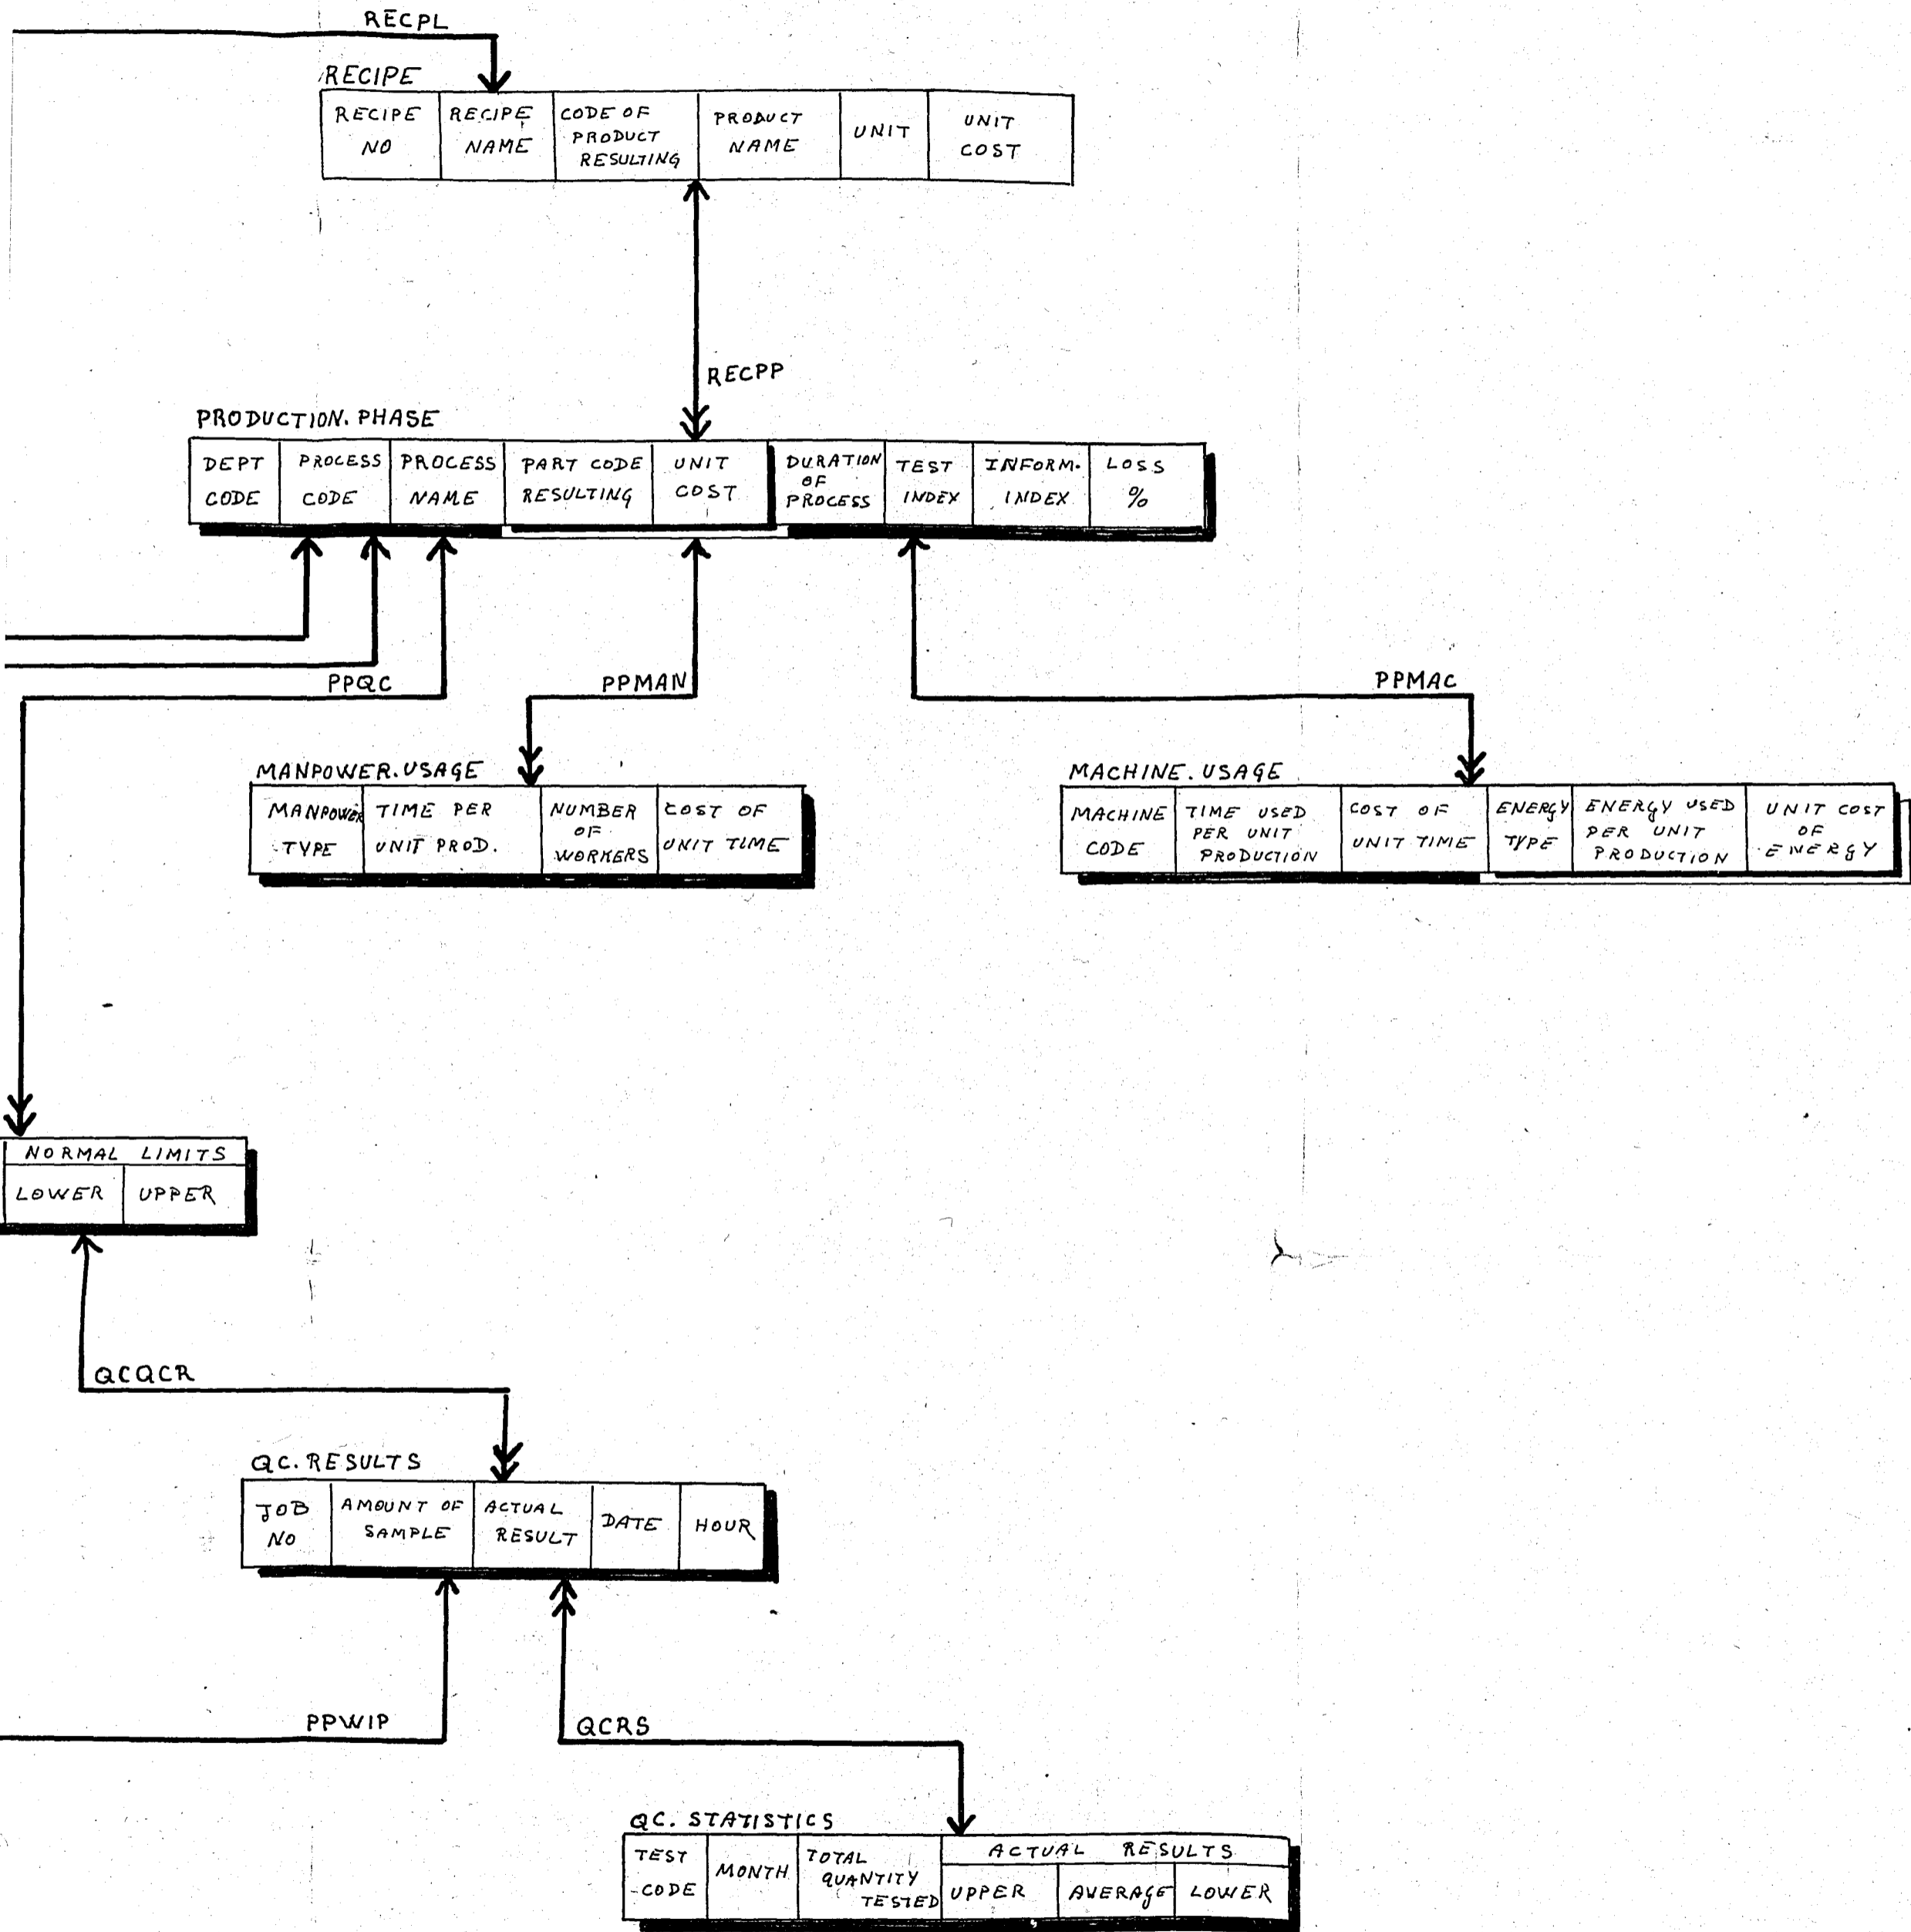 RECPL
RECIPE
RECIPE NO
RECIPE NAME
CODE OF PRODUCT RESULTING
PRODUCT NAME
UNIT
UNIT COST
RECPP
PRODUCTION.PHASE
DEPT CODE
PROCESS CODE
PROCESS NAME
PART CODE RESULTING
UNIT COST
DURATION OF PROCESS
TEST INDEX
INFORM. INDEX
LOSS %
PPQC
PPMAN
PPMAC
MANPOWER.USAGE
MANPOWER TYPE
TIME PER UNIT PROD.
NUMBER OF WORKERS
COST OF UNIT TIME
MACHINE.USAGE
MACHINE CODE
TIME USED PER UNIT PRODUCTION
COST OF UNIT TIME
ENERGY TYPE
ENERGY USED PER UNIT PRODUCTION
UNIT COST OF ENERGY
NORMAL LIMITS
LOWER
UPPER
QCQCR
QC.RESULTS
JOB NO
AMOUNT OF SAMPLE
ACTUAL RESULT
DATE
HOUR
PPWIP
QCRS
QC.STATISTICS
TEST CODE
MONTH
TOTAL QUANTITY TESTED
ACTUAL RESULTS
UPPER
AVERAGE
LOWER